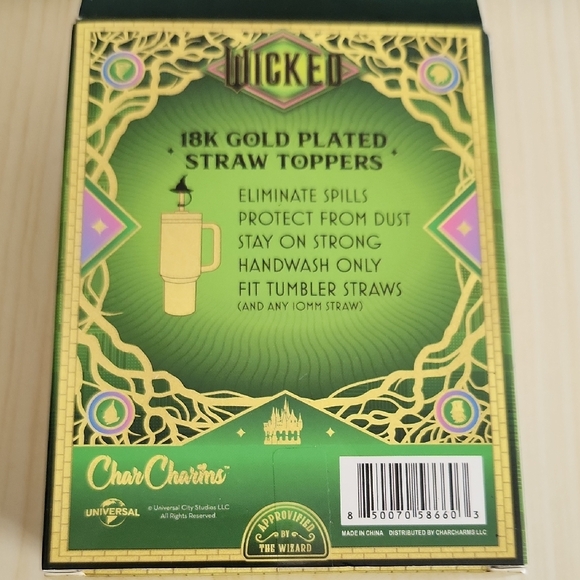 WICKED
18K GOLD PLATED
STRAW TOPPERS
ELIMINATE SPILLS
PROTECT FROM DUST
STAY ON STRONG
HANDWASH ONLY
FIT TUMBLER STRAWS
(AND ANY 10MM STRAW)
CharCharms™
UNIVERSAL
© Universal City Studios LLC
All Rights Reserved
APPROVIFIED
BY
THE WIZARD
8 50070 58660 3
MADE IN CHINA DISTRIBUTED BY CHARCHARMS LLC